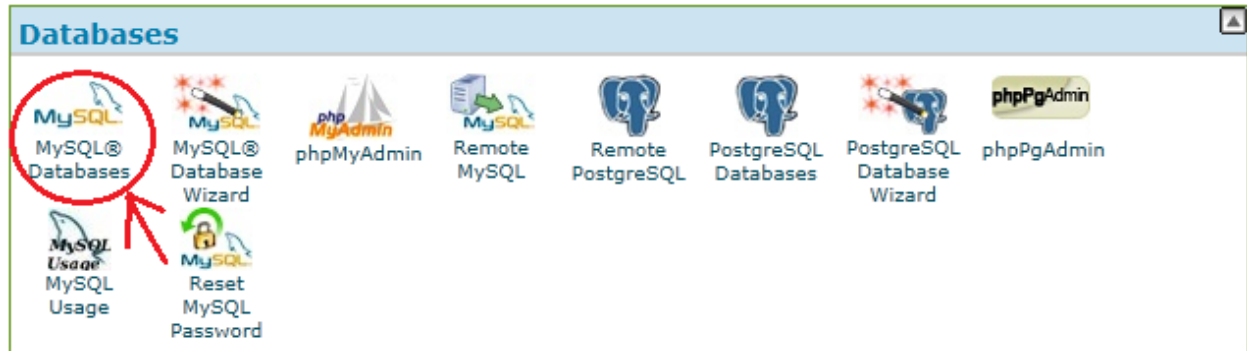 Databases
MySQL
MySQL
php
MyAdmin
MySQL
phpPgAdmin
MySQL®
Databases
MySQL®
Database
Wizard
phpMyAdmin
Remote
MySQL
Remote
PostgreSQL
PostgreSQL
Databases
PostgreSQL
Database
Wizard
phpPgAdmin
MySQL
Usage
MySQL
MySQL
Usage
Reset
MySQL
Password